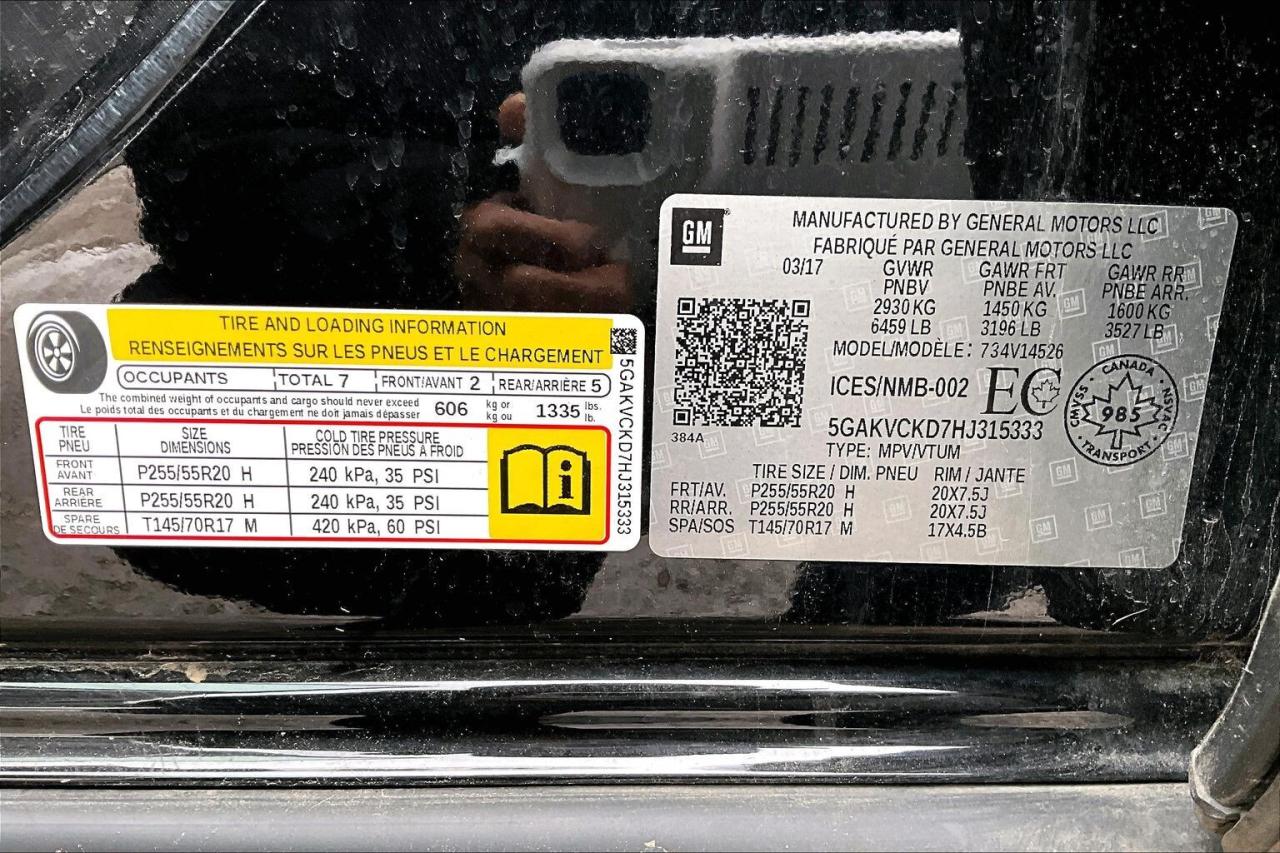 TIRE AND LOADING INFORMATION
RENSEIGNEMENTS SUR LES PNEUS ET LE CHARGEMENT
OCCUPANTS TOTAL 7 FRONT/AVANT 2 REAR/ARRIÈRE 5
The combined weight of occupants and cargo should never exceed
Le poids total des occupants et du chargement ne doit jamais dépasser
606 kg or
kg ou
1335 lbs.
lb.
TIRE
PNEU
SIZE
DIMENSIONS
COLD TIRE PRESSURE
PRESSION DES PNEUS A FROID
FRONT
AVANT
P255/55R20 H 240 kPa, 35 PSI
REAR
ARRIÈRE
P255/55R20 H 240 kPa, 35 PSI
SPARE
DE SECOURS
T145/70R17 M 420 kPa, 60 PSI
i
5GAKVCKD7HJ315333
GM
MANUFACTURED BY GENERAL MOTORS LLC
FABRIQUÉ PAR GENERAL MOTORS LLC
03/17 GVWR GAWR FRT GAWR RR
PNBV PNBE AV. PNBE ARR.
2930 KG 1450 KG 1600 KG
6459 LB 3196 LB 3527 LB
MODEL/MODÈLE: 734V14526
ICES/NMB-002 EC
CANADA
CMVSS · NSVAC
985
TRANSPORT
384A
5GAKVCKD7HJ315333
TYPE: MPV/VTUM
TIRE SIZE / DIM. PNEU RIM / JANTE
FRT/AV. P255/55R20 H 20X7.5J
RR/ARR. P255/55R20 H 20X7.5J
SPA/SOS T145/70R17 M 17X4.5B